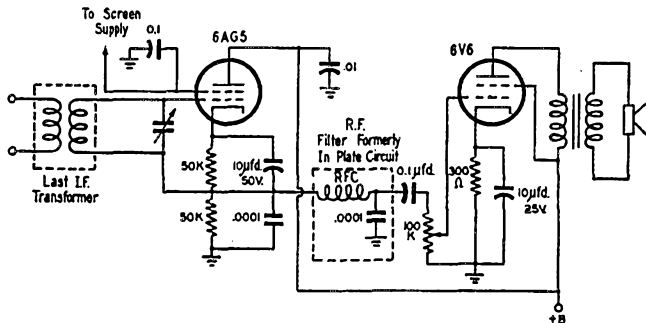 To Screen
Supply
0.1
6AG5
.01
6V6
Last I.F.
Transformer
50K
10µfd.
50V.
50K
.0001
R.F.
Filter Formerly
In Plate Circuit
RFC
.0001
0.1µfd.
100
K
300
Ω
10µfd.
25V.
+B